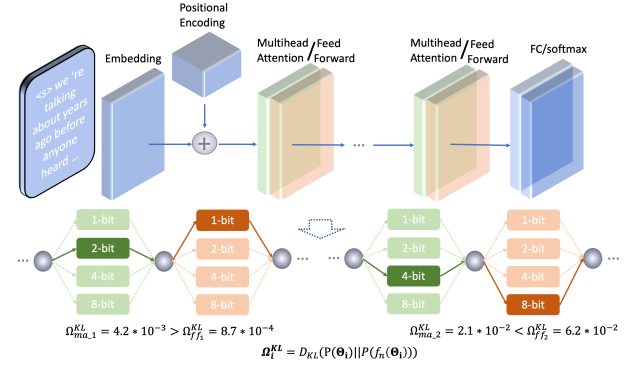 Positional
Encoding
Embedding
Multihead
Attention
/
Feed
Forward
Multihead
Attention
/
Feed
Forward
FC/softmax
<s> we 're
talking
about years
ago before
anyone
heard ...
+
...
1-bit
2-bit
4-bit
8-bit
1-bit
2-bit
4-bit
8-bit
1-bit
2-bit
4-bit
8-bit
1-bit
2-bit
4-bit
8-bit
...
...
...
...
Ω^{KL}_{ma_1} = 4.2 * 10^{-3} > Ω^{KL}_{ff_1} = 8.7 * 10^{-4}
Ω^{KL}_{ma_2} = 2.1 * 10^{-2} < Ω^{KL}_{ff_2} = 6.2 * 10^{-2}
Ω^{KL}_{i} = D_{KL}(P(Θ_i)||P(f_n(Θ_i)))